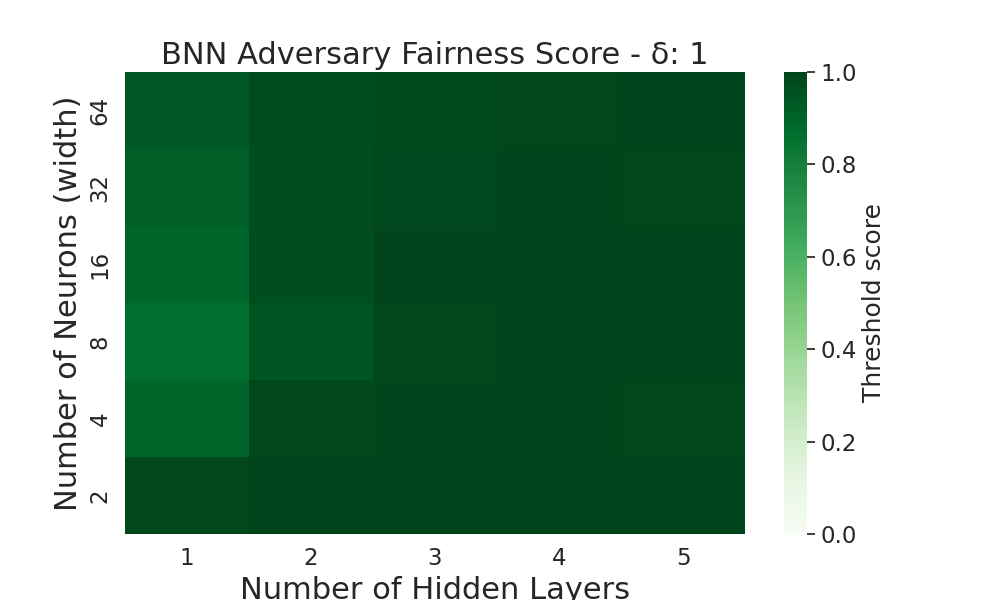 BNN Adversary Fairness Score - δ: 1
Number of Neurons (width)
64
32
16
8
4
2
1 2 3 4 5
Number of Hidden Layers
1.0
0.8
0.6
0.4
0.2
0.0
Threshold score